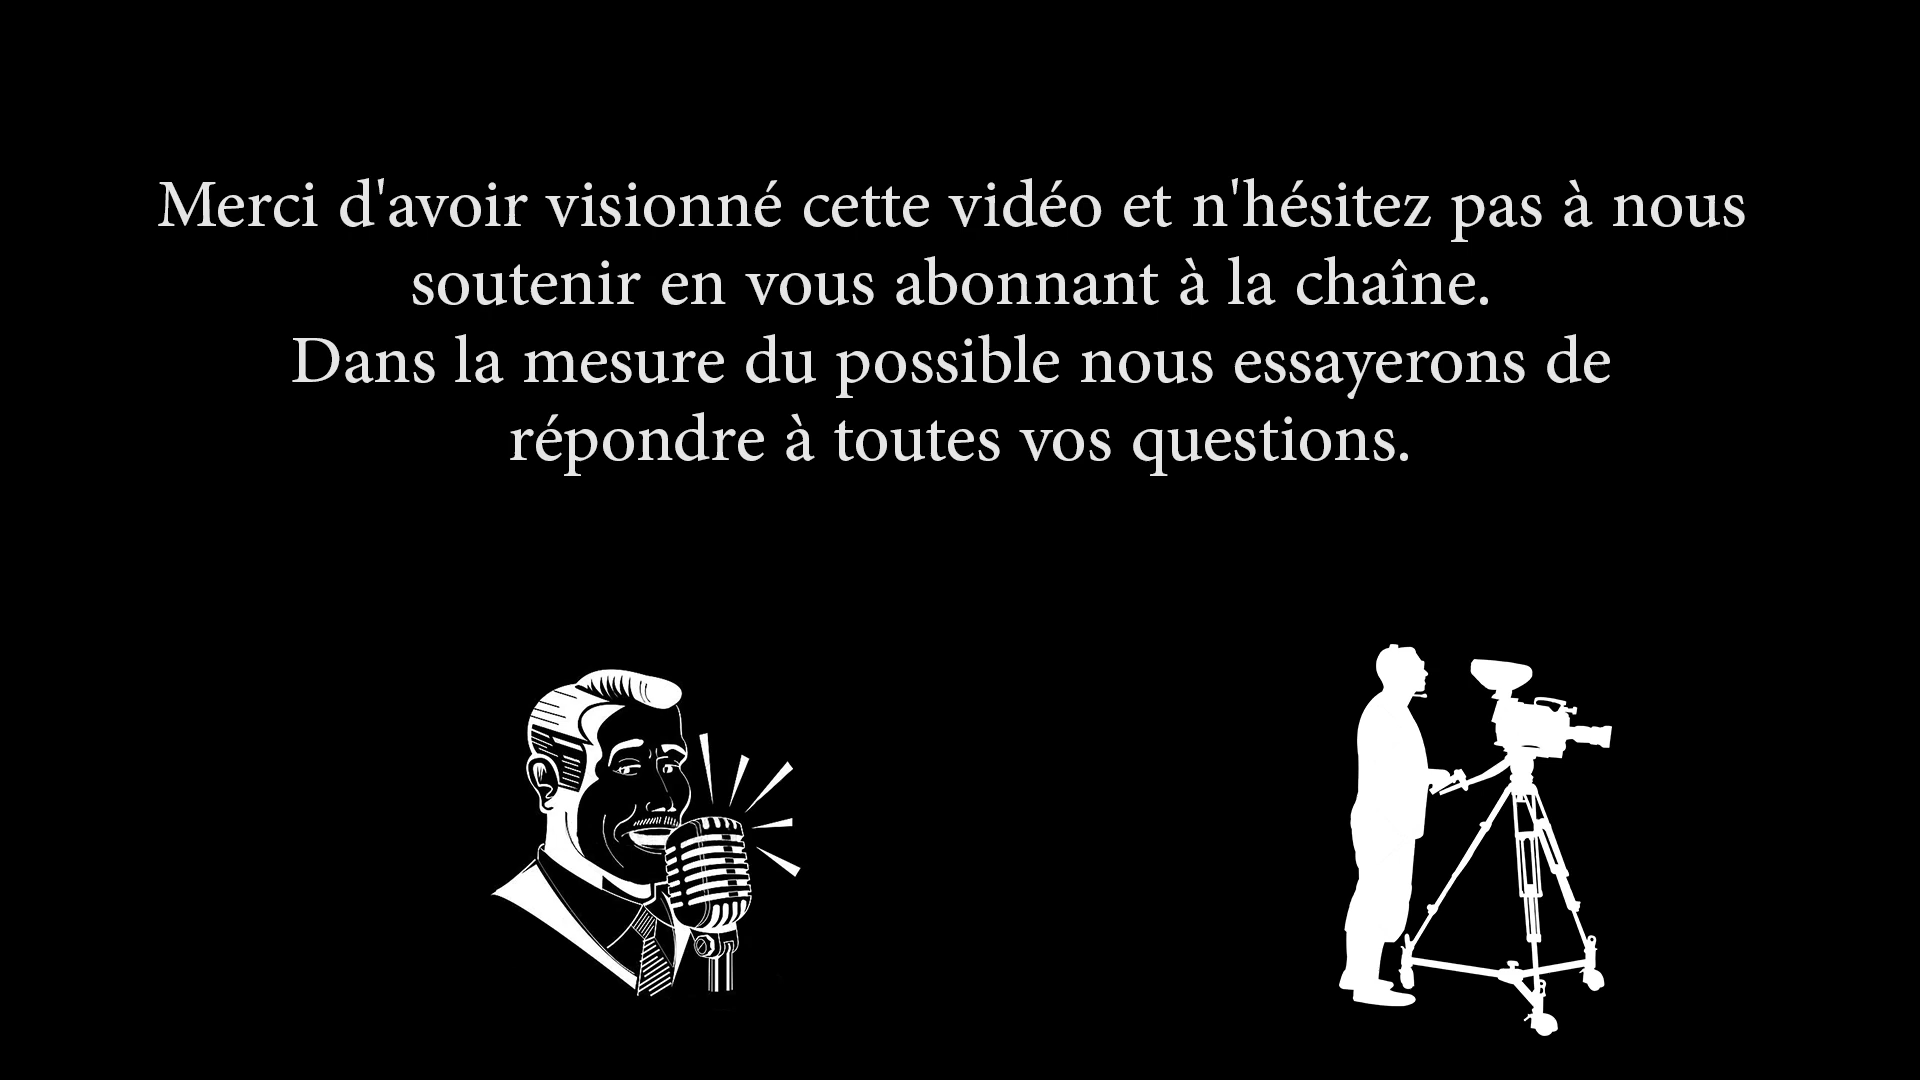 Merci d'avoir visionné cette vidéo et n'hésitez pas à nous
soutenir en vous abonnant à la chaîne.
Dans la mesure du possible nous essayerons de
répondre à toutes vos questions.